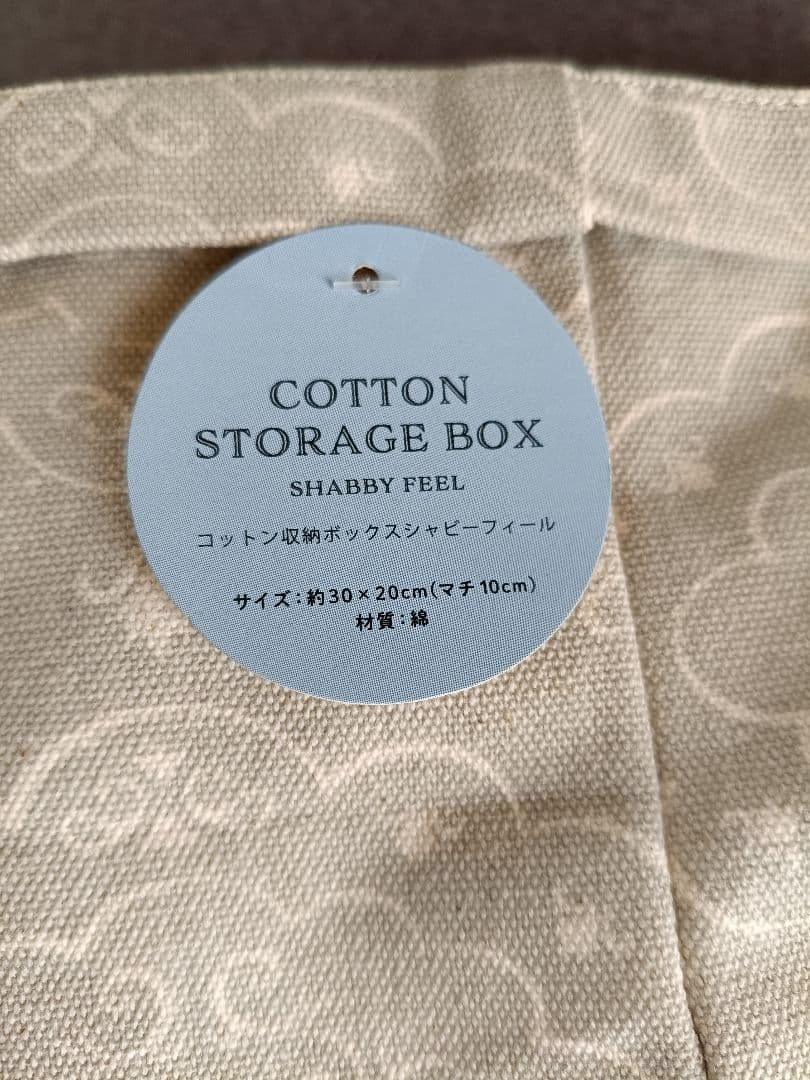 COTTON
STORAGE BOX
SHABBY FEEL
コットン収納ボックスシャビーフィール
サイズ：約30×20cm（マチ10cm）
材質：綿